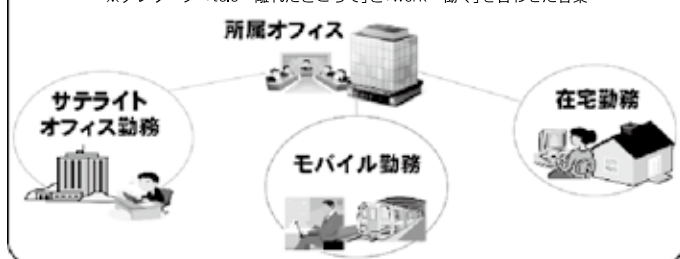 所属オフィス
サテライト
オフィス勤務
在宅勤務
モバイル勤務